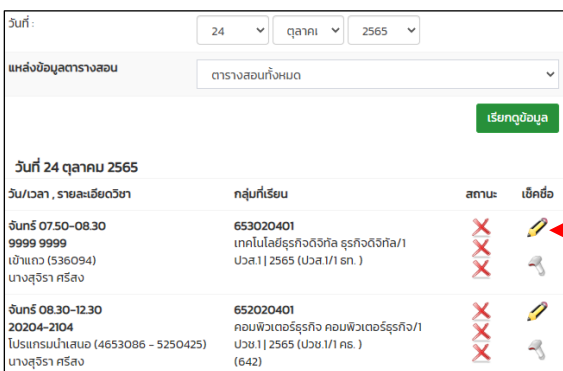 วันที่ :
24 ตุลาค 2565
แหล่งข้อมูลตารางสอน
ตารางสอนทั้งหมด
เรียกดูข้อมูล
วันที่ 24 ตุลาคม 2565
วัน/เวลา , รายละเอียดวิชา กลุ่มที่เรียน สถานะ เช็คชื่อ
จันทร์ 07.50-08.30 653020401
9999 9999 เทคโนโลยีธุรกิจดิจิทัล ธุรกิจดิจิทัล/1
เข้าแถว (536094) ปวส.1 | 2565 (ปวส.1/1 ธท. )
นางสุจิรา ศรีสง
จันทร์ 08.30-12.30 652020401
20204-2104 คอมพิวเตอร์ธุรกิจ คอมพิวเตอร์ธุรกิจ/1
โปรแกรมนำเสนอ (4653086 - 5250425) ปวช.1 | 2565 (ปวช.1/1 คธ. )
นางสุจิรา ศรีสง (642)